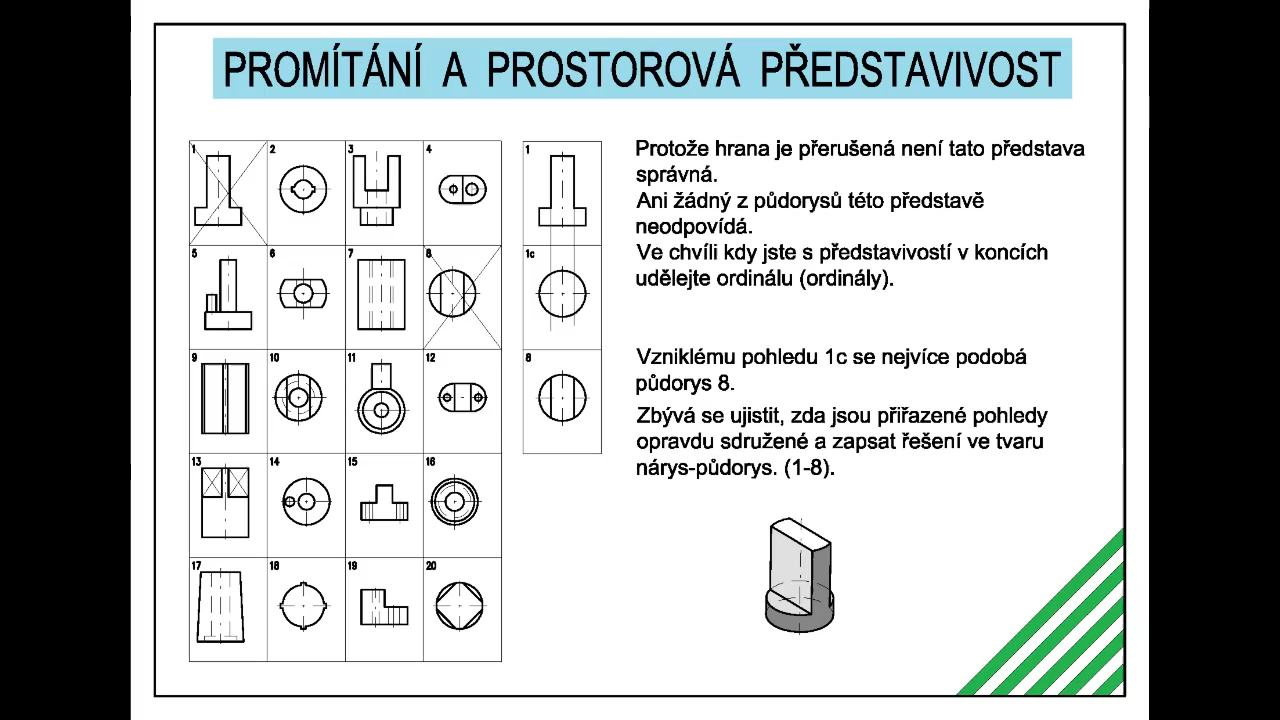 PROMÍTÁNÍ A PROSTOROVÁ PŘEDSTAVIVOST
1 2 3 4 1
5 6 7 8 1c
9 10 11 12 8
13 14 15 16
17 18 19 20
Protože hrana je přerušená není tato představa
správná.
Ani žádný z půdorysů této představě
neodpovídá.
Ve chvíli kdy jste s představivostí v koncích
udělejte ordinálu (ordinály).
Vzniklému pohledu 1c se nejvíce podobá
půdorys 8.
Zbývá se ujistit, zda jsou přiřazené pohledy
opravdu sdružené a zapsat řešení ve tvaru
nárys-půdorys. (1-8).